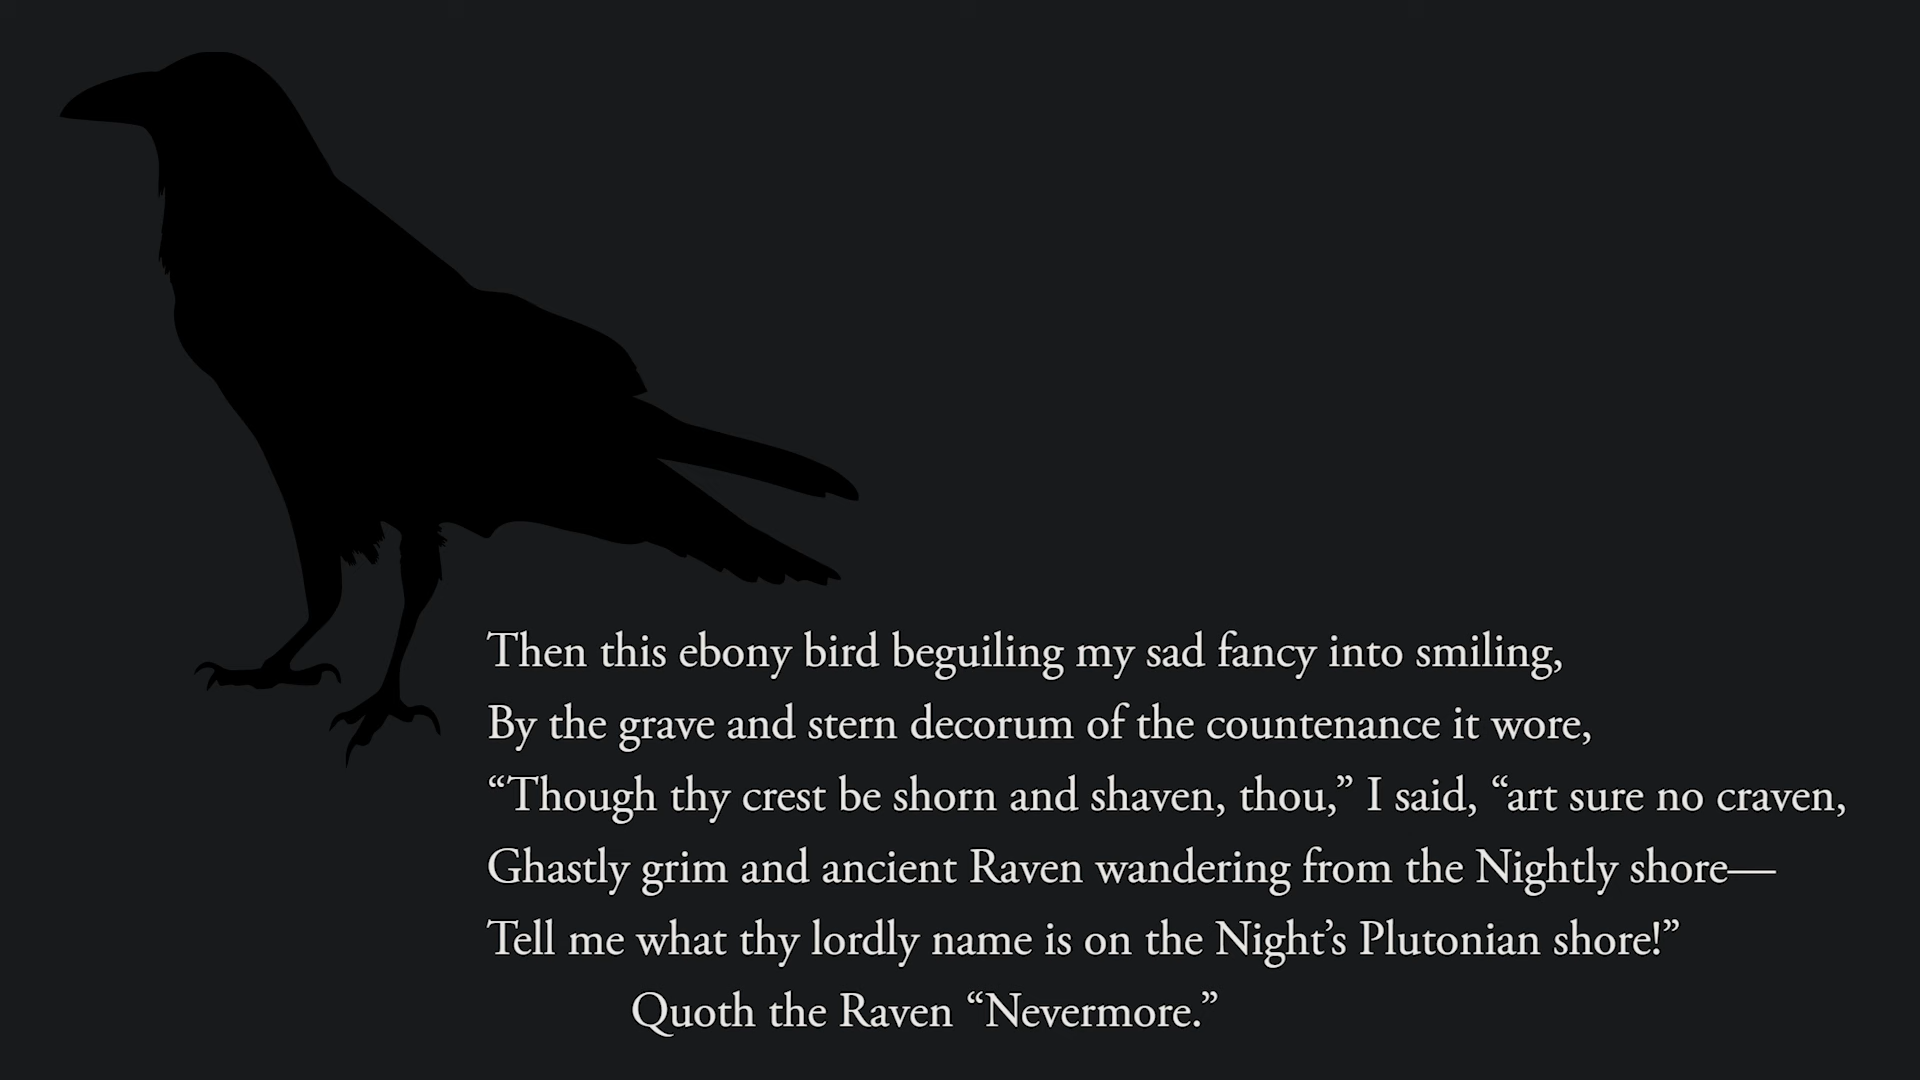 Then this ebony bird beguiling my sad fancy into smiling,
By the grave and stern decorum of the countenance it wore,
“Though thy crest be shorn and shaven, thou,” I said, “art sure no craven,
Ghastly grim and ancient Raven wandering from the Nightly shore—
Tell me what thy lordly name is on the Night’s Plutonian shore!”
Quoth the Raven “Nevermore.”